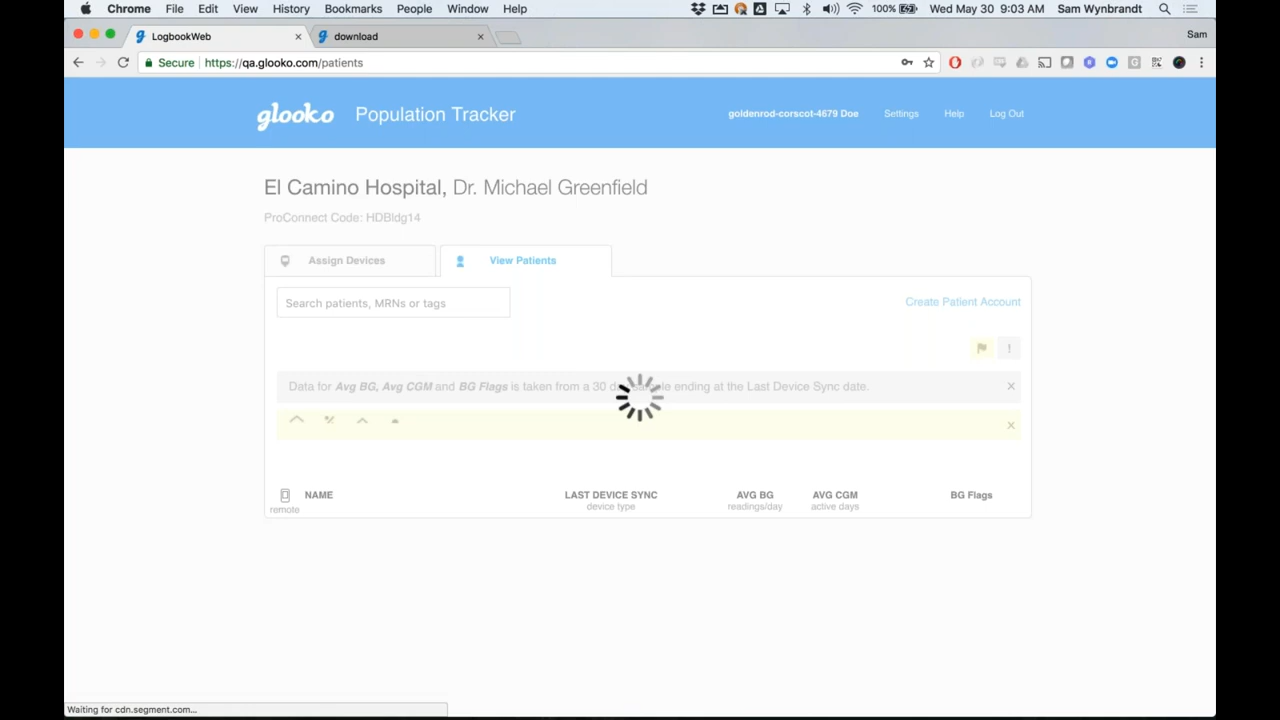 Chrome File Edit View History Bookmarks People Window Help 100% Wed May 30 9:03 AM Sam Wynbrandt
LogbookWeb × download × Sam
Secure https://qa.glooko.com/patients
glooko Population Tracker goldenrod-corscot-4679 Doe Settings Help Log Out
El Camino Hospital, Dr. Michael Greenfield
ProConnect Code: HDBldg14
Assign Devices View Patients
Search patients, MRNs or tags Create Patient Account
!
Data for Avg BG, Avg CGM and BG Flags is taken from a 30 sample ending at the Last Device Sync date. ×
×
NAME LAST DEVICE SYNC AVG BG AVG CGM BG Flags
remote device type readings/day active days
Waiting for cdn.segment.com...